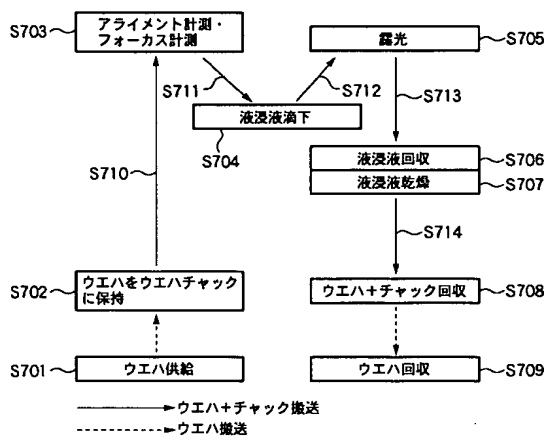 S703
アライメント計測・
フォーカス計測
露光
S705
S711
S712
S713
液浸液滴下
S704
S710
液浸液回収
S706
液浸液乾燥
S707
S714
S702
ウエハをウエハチャック
に保持
ウエハ+チャック回収
S708
S701
ウエハ供給
ウエハ回収
S709
ウエハ+チャック搬送
ウエハ搬送